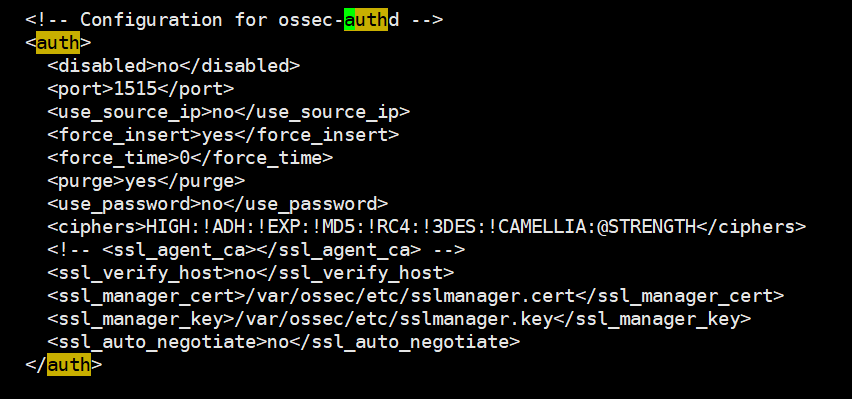 <!-- Configuration for ossec-authd -->
<auth>
<disabled>no</disabled>
<port>1515</port>
<use_source_ip>no</use_source_ip>
<force_insert>yes</force_insert>
<force_time>0</force_time>
<purge>yes</purge>
<use_password>no</use_password>
<ciphers>HIGH:!ADH:!EXP:!MD5:!RC4:!3DES:!CAMELLIA:@STRENGTH</ciphers>
<!-- <ssl_agent_ca></ssl_agent_ca> -->
<ssl_verify_host>no</ssl_verify_host>
<ssl_manager_cert>/var/ossec/etc/sslmanager.cert</ssl_manager_cert>
<ssl_manager_key>/var/ossec/etc/sslmanager.key</ssl_manager_key>
<ssl_auto_negotiate>no</ssl_auto_negotiate>
</auth>